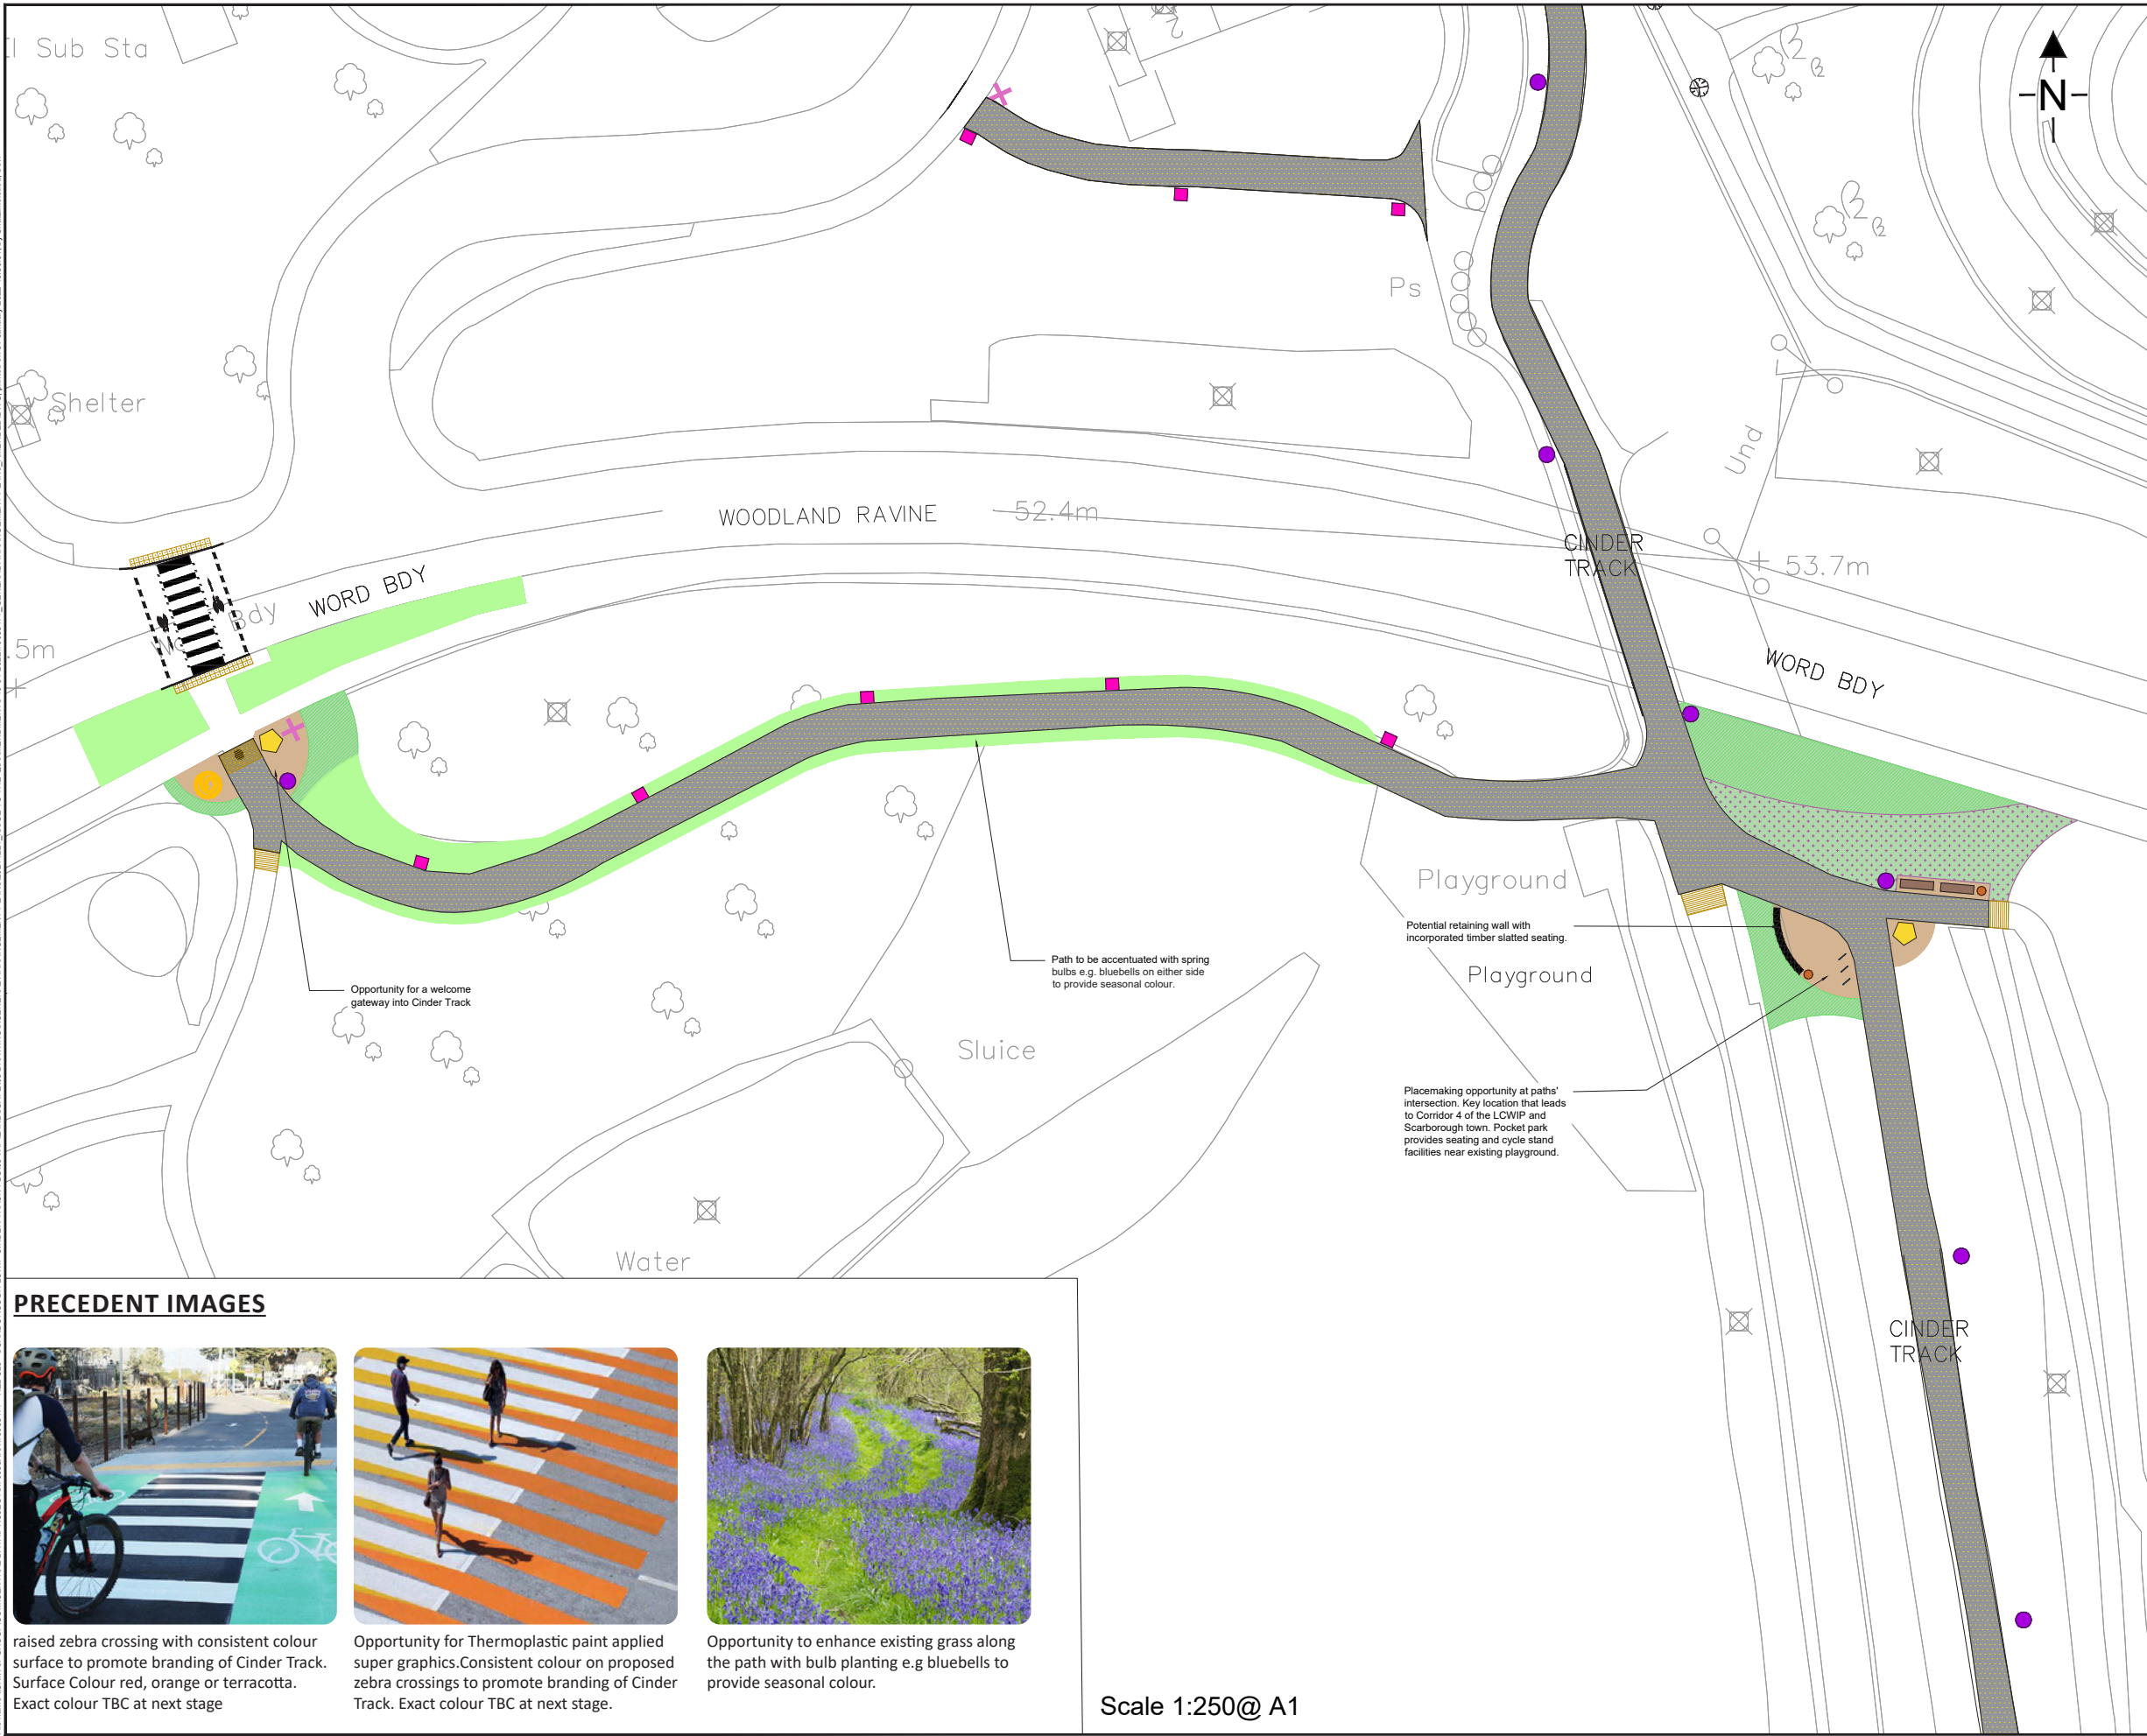 El Sub Sta
N
Shelter
Ps
Und
WOODLAND RAVINE
52.4m
CINDER
TRACK
53.7m
WORD BDY
Bdy
.5m
WORD BDY
Playground
Potential retaining wall with
incorporated timber slatted seating.
Playground
Path to be accentuated with spring
bulbs e.g. bluebells on either side
to provide seasonal colour.
Opportunity for a welcome
gateway into Cinder Track
Sluice
Placemaking opportunity at paths'
intersection. Key location that leads
to Corridor 4 of the LCWIP and
Scarborough town. Pocket park
provides seating and cycle stand
facilities near existing playground.
Water
CINDER
TRACK
PRECEDENT IMAGES
raised zebra crossing with consistent colour
surface to promote branding of Cinder Track.
Surface Colour red, orange or terracotta.
Exact colour TBC at next stage
Opportunity for Thermoplastic paint applied
super graphics.Consistent colour on proposed
zebra crossings to promote branding of Cinder
Track. Exact colour TBC at next stage.
Opportunity to enhance existing grass along
the path with bulb planting e.g bluebells to
provide seasonal colour.
Scale 1:250@ A1